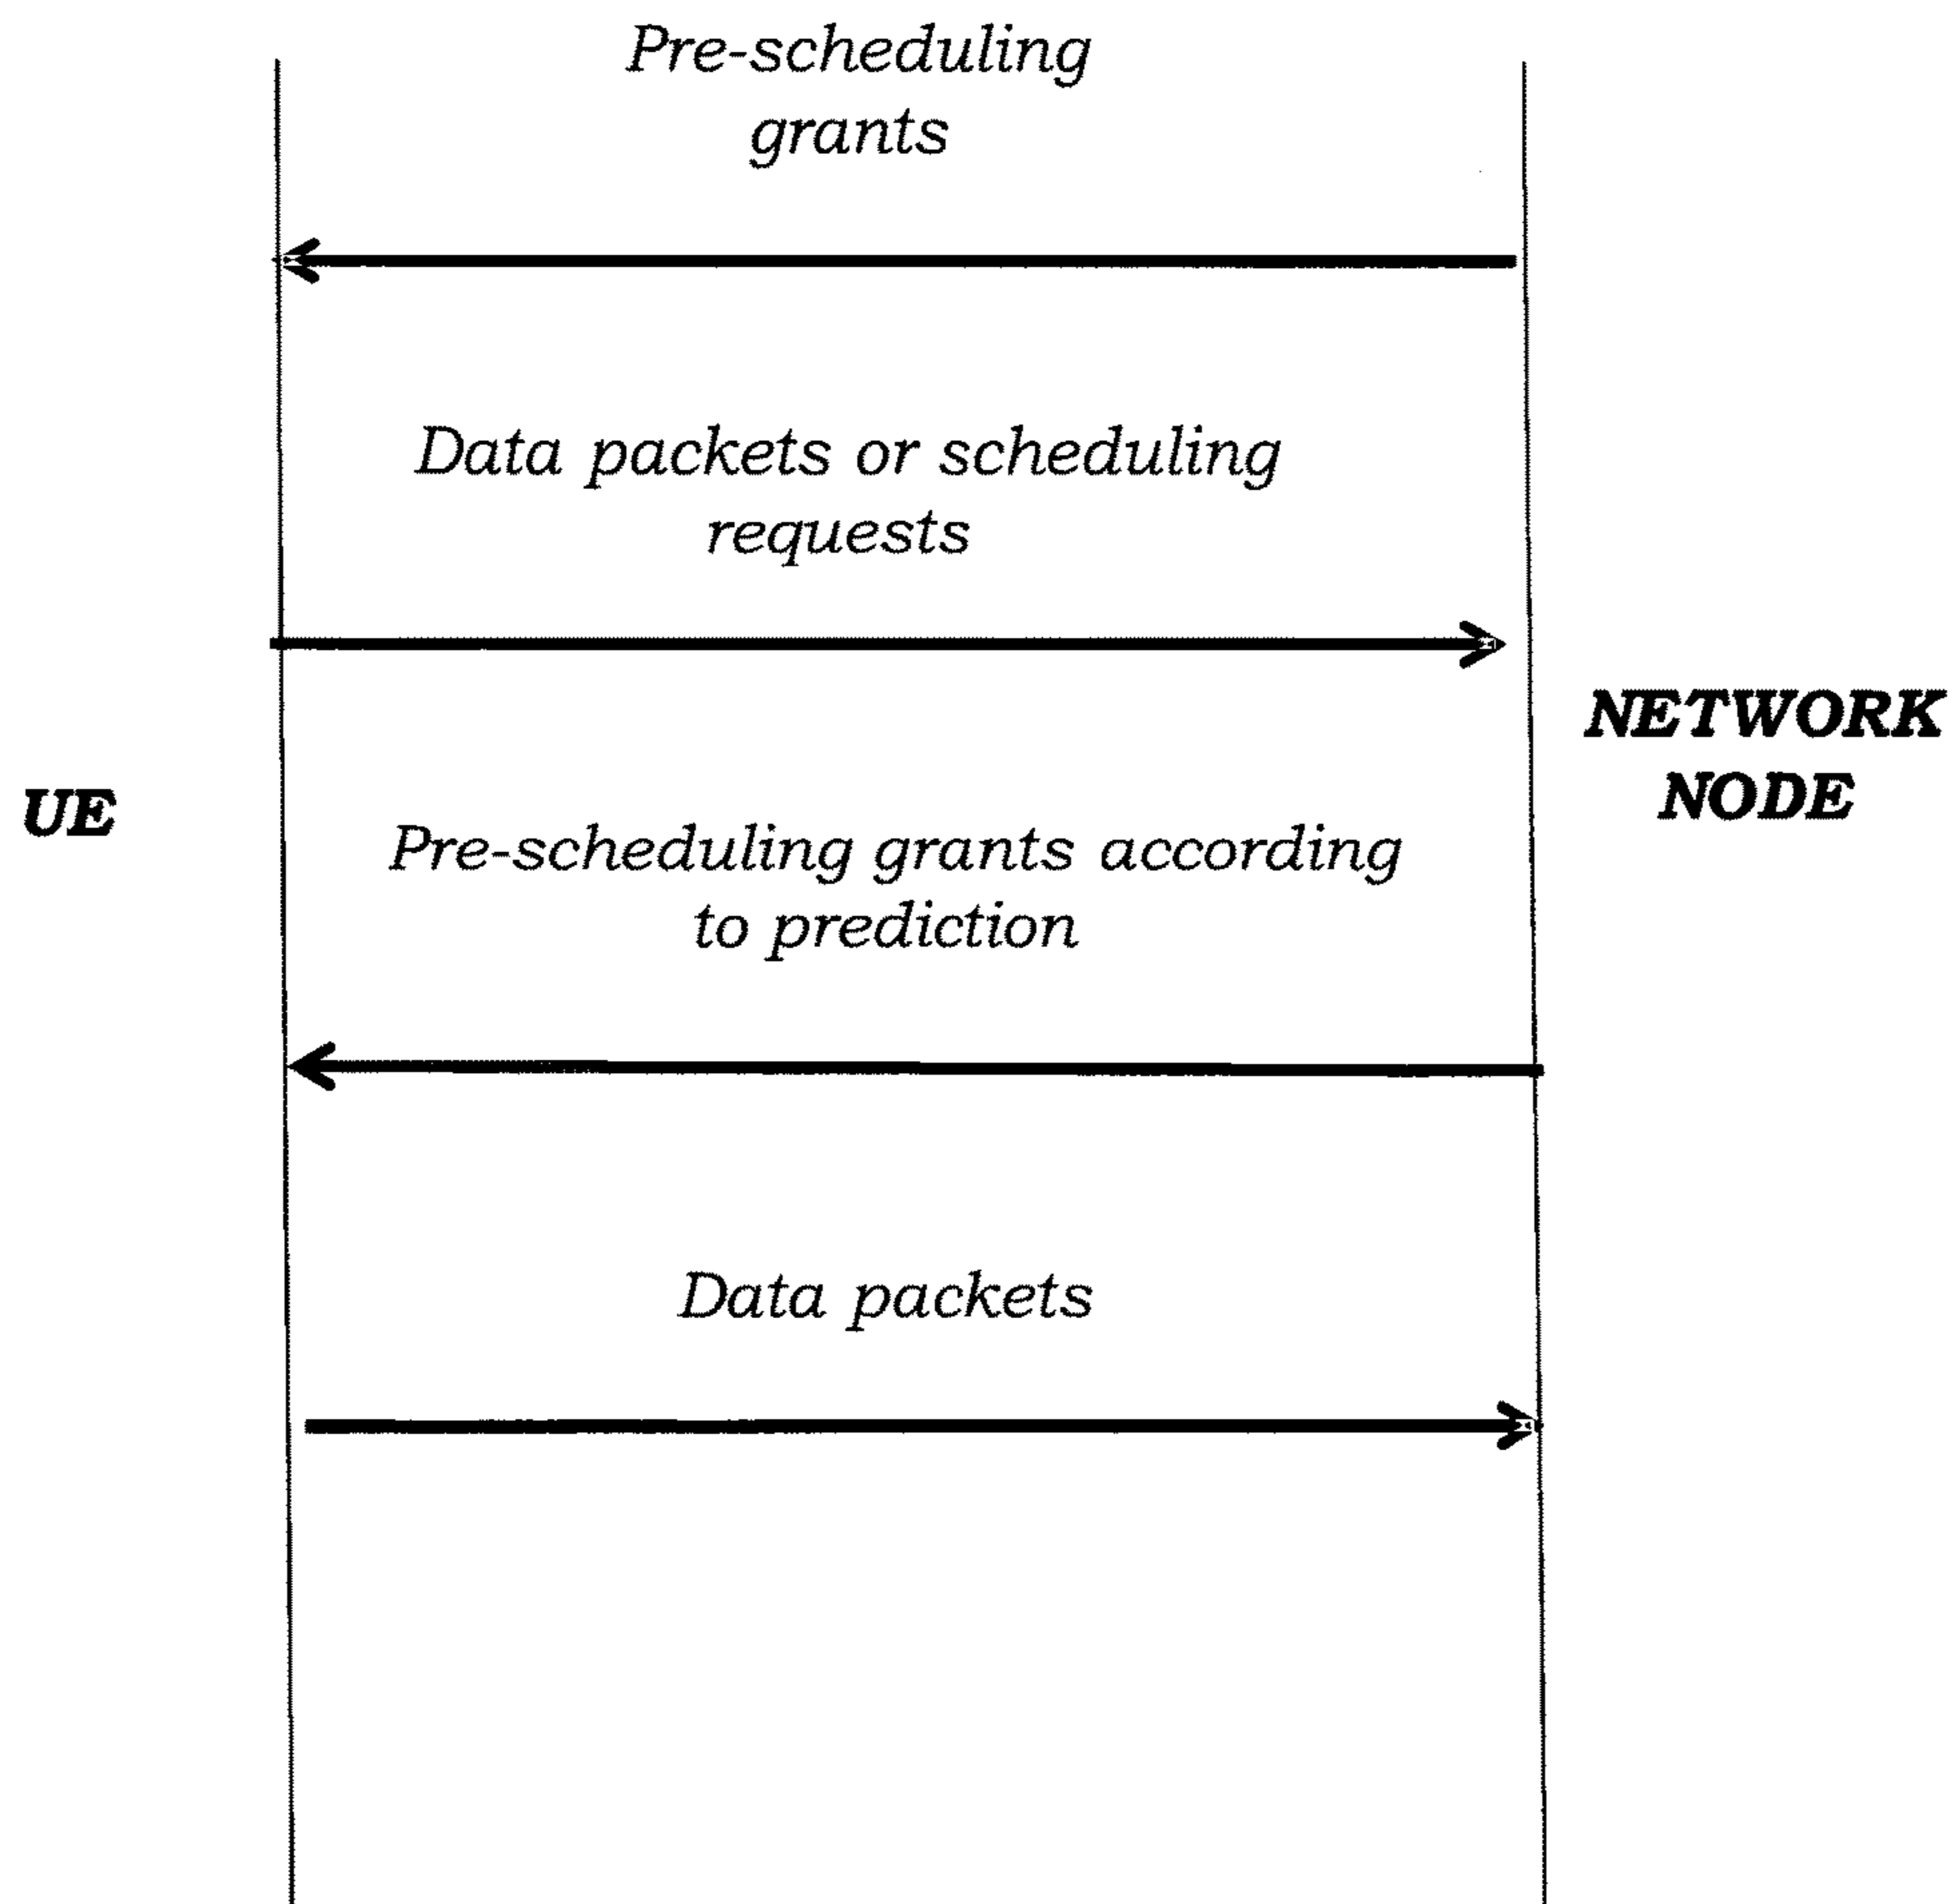 Pre-scheduling
grants
Data packets or scheduling
requests
NETWORK
NODE
UE
Pre-scheduling grants according
to prediction
Data packets